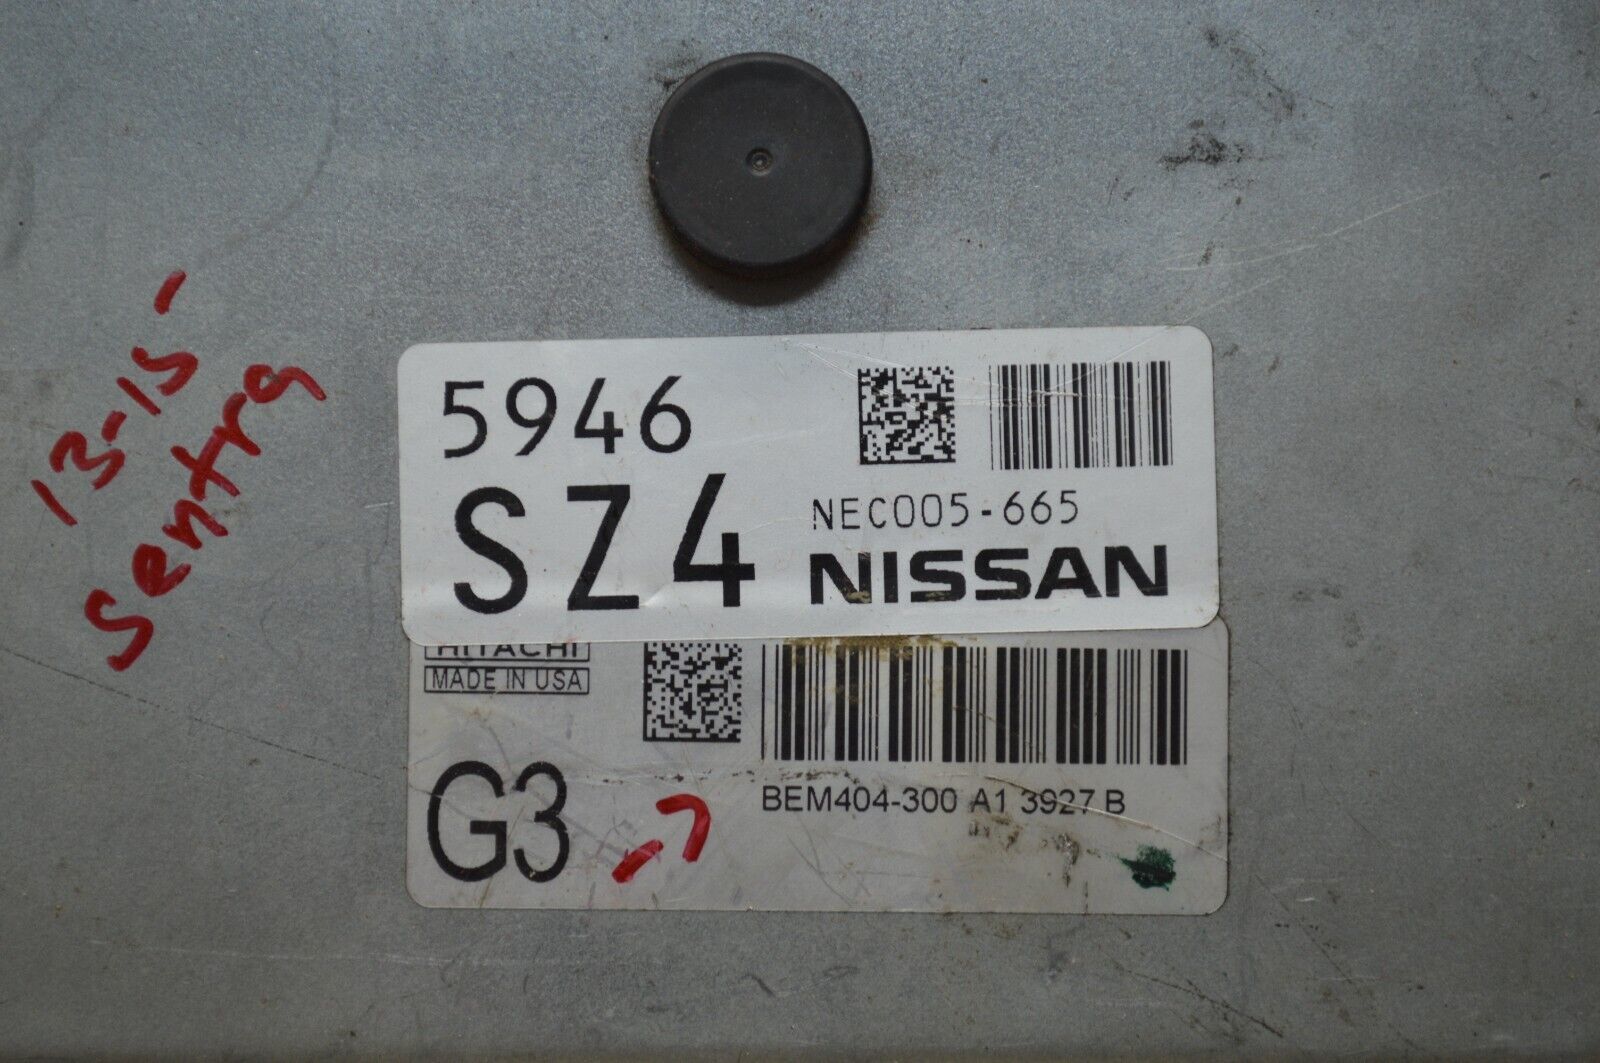 13-15-
Sentra
5946
SZ4
NEC005-665
NISSAN
HITACHI
MADE IN USA
G3
BEM404-300 A1 3927 B